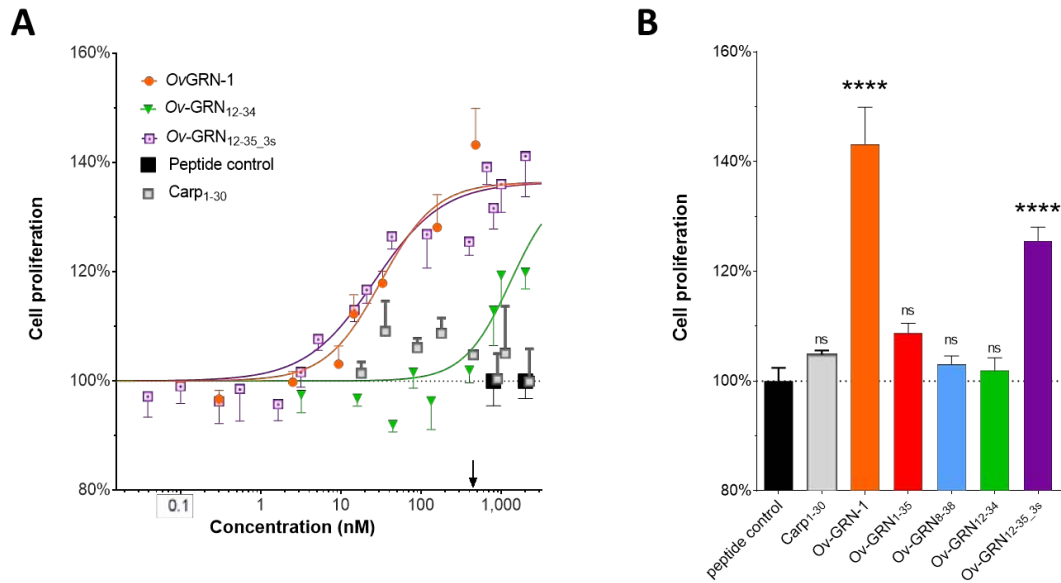 A
160%
140%
120%
100%
80%
Cell proliferation
OvGRN-1
Ov-GRN12-34
Ov-GRN12-35_3s
Peptide control
Carp1-30
0.1
1
10
100
1,000
Concentration (nM)
B
160%
140%
120%
100%
80%
Cell proliferation
ns
****
ns
ns
ns
****
peptide control
Carp1-30
Ov-GRN-1
Ov-GRN1-35
Ov-GRN8-38
Ov-GRN12-34
Ov-GRN12-35_3s